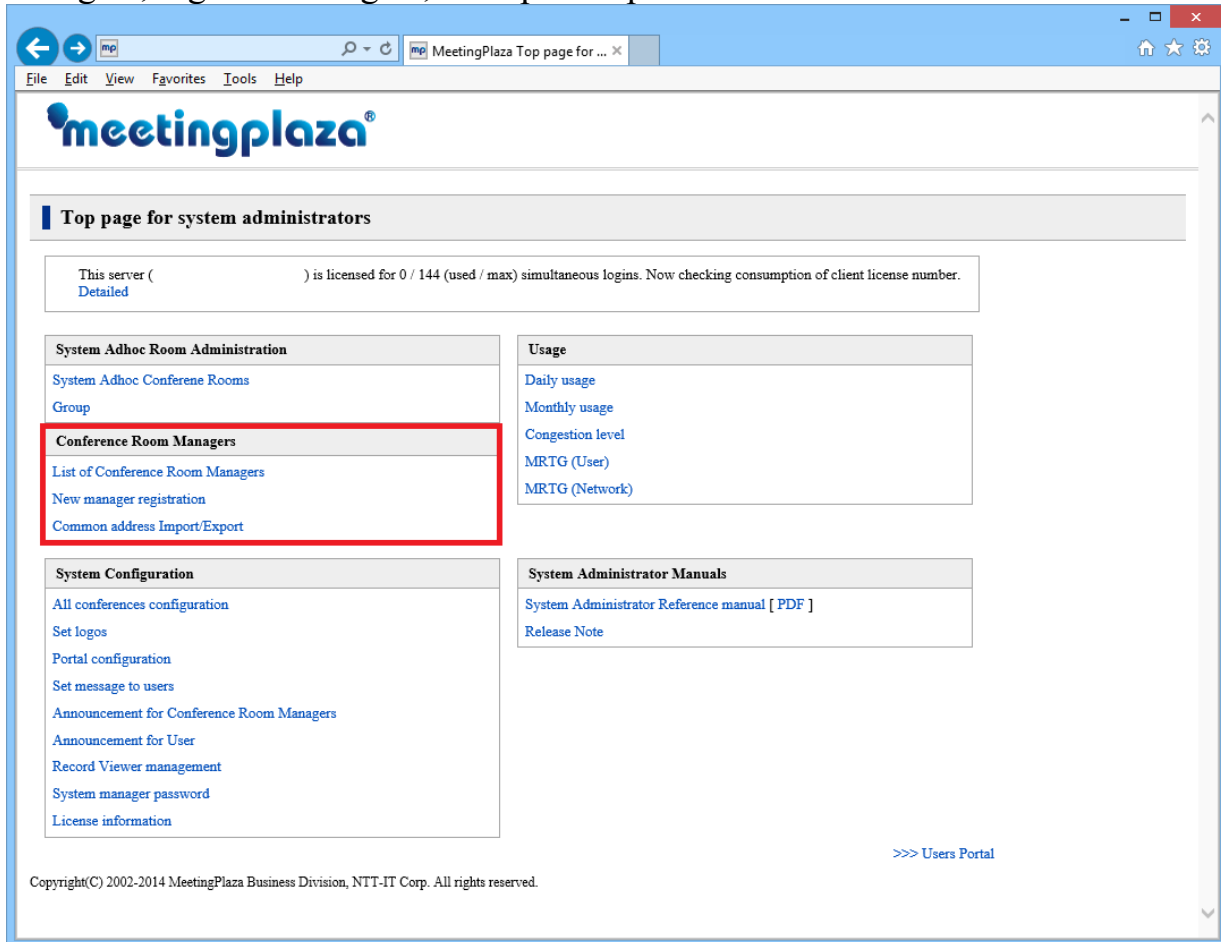 MeetingPlaza Top page for ...
File Edit View Favorites Tools Help
meetingplaza®
Top page for system administrators
This server ( ) is licensed for 0 / 144 (used / max) simultaneous logins. Now checking consumption of client license number.
Detailed
System Adhoc Room Administration
System Adhoc Conferene Rooms
Group
Conference Room Managers
List of Conference Room Managers
New manager registration
Common address Import/Export
Usage
Daily usage
Monthly usage
Congestion level
MRTG (User)
MRTG (Network)
System Configuration
All conferences configuration
Set logos
Portal configuration
Set message to users
Announcement for Conference Room Managers
Announcement for User
Record Viewer management
System manager password
License information
System Administrator Manuals
System Administrator Reference manual [ PDF ]
Release Note
>>> Users Portal
Copyright(C) 2002-2014 MeetingPlaza Business Division, NTT-IT Corp. All rights reserved.